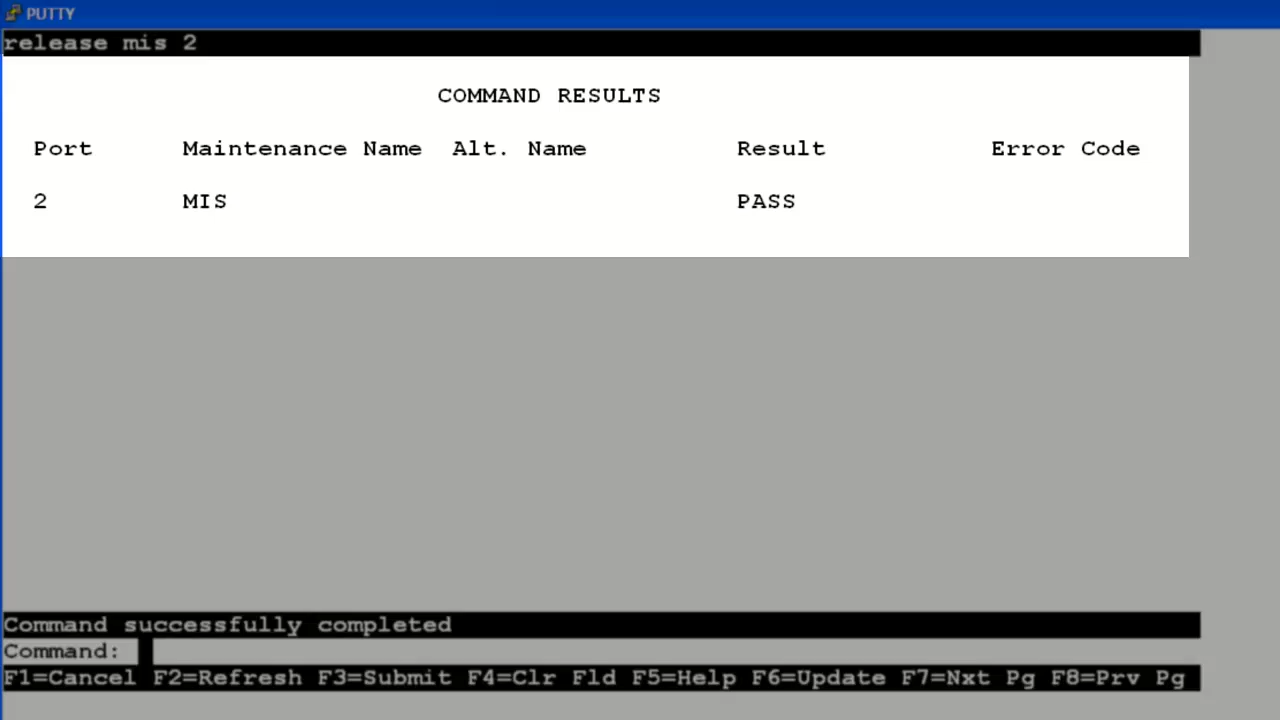 PUTTY
release mis 2
COMMAND RESULTS
Port Maintenance Name Alt. Name Result Error Code
2 MIS PASS
Command successfully completed
Command:
F1=Cancel F2=Refresh F3=Submit F4=Clr Fld F5=Help F6=Update F7=Nxt Pg F8=Prv Pg